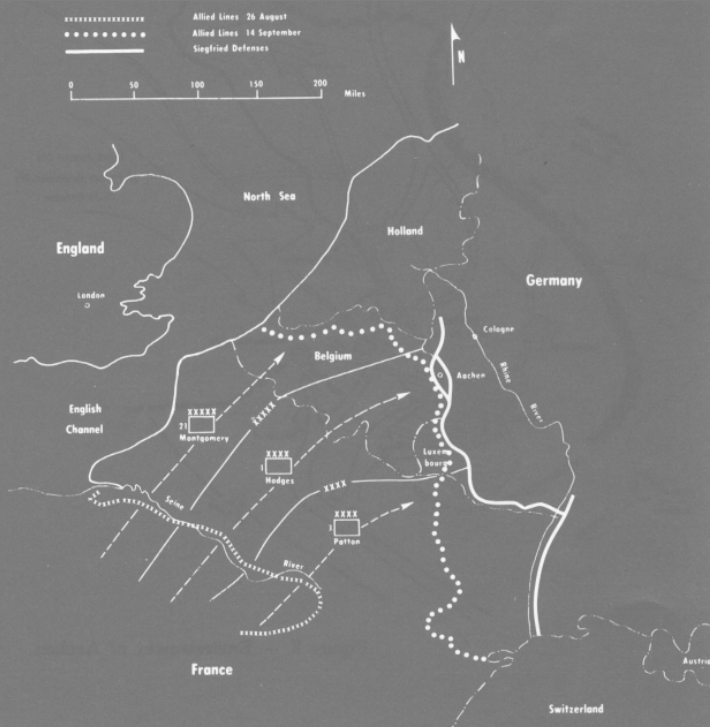 Allied Lines 26 August
Allied Lines 14 September
Siegfried Defenses
0 50 100 150 200
Miles
N
North Sea
Holland
England
London
Germany
Cologne
Rhine
River
Belgium
Aachen
English
Channel
XXXXX
21
Montgomery
XXXXX
XXXX
1
Hodges
Luxem
bourg
XXXX
Seine
XXXX
3
Patton
River
France
Austria
Switzerland